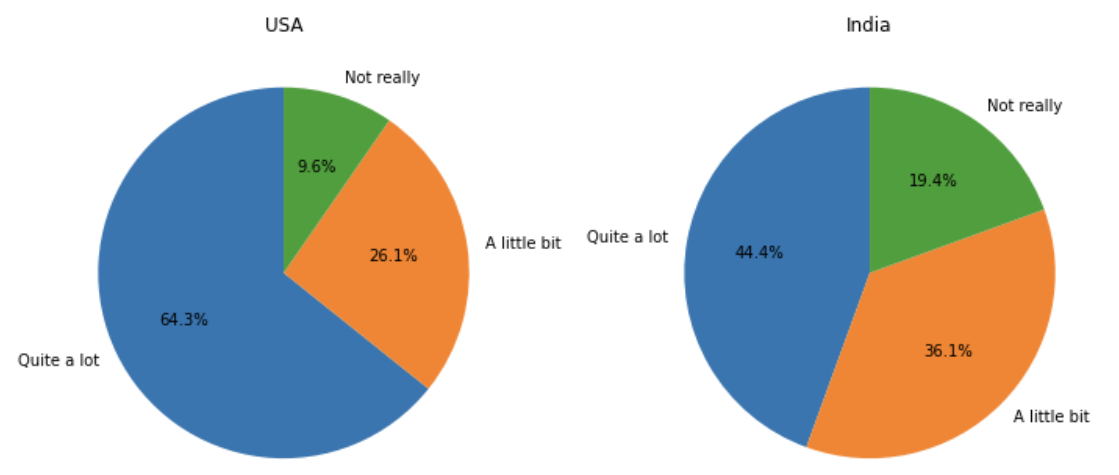 USA
Not really
9.6%
A little bit
26.1%
64.3%
Quite a lot
India
Not really
19.4%
Quite a lot
44.4%
36.1%
A little bit